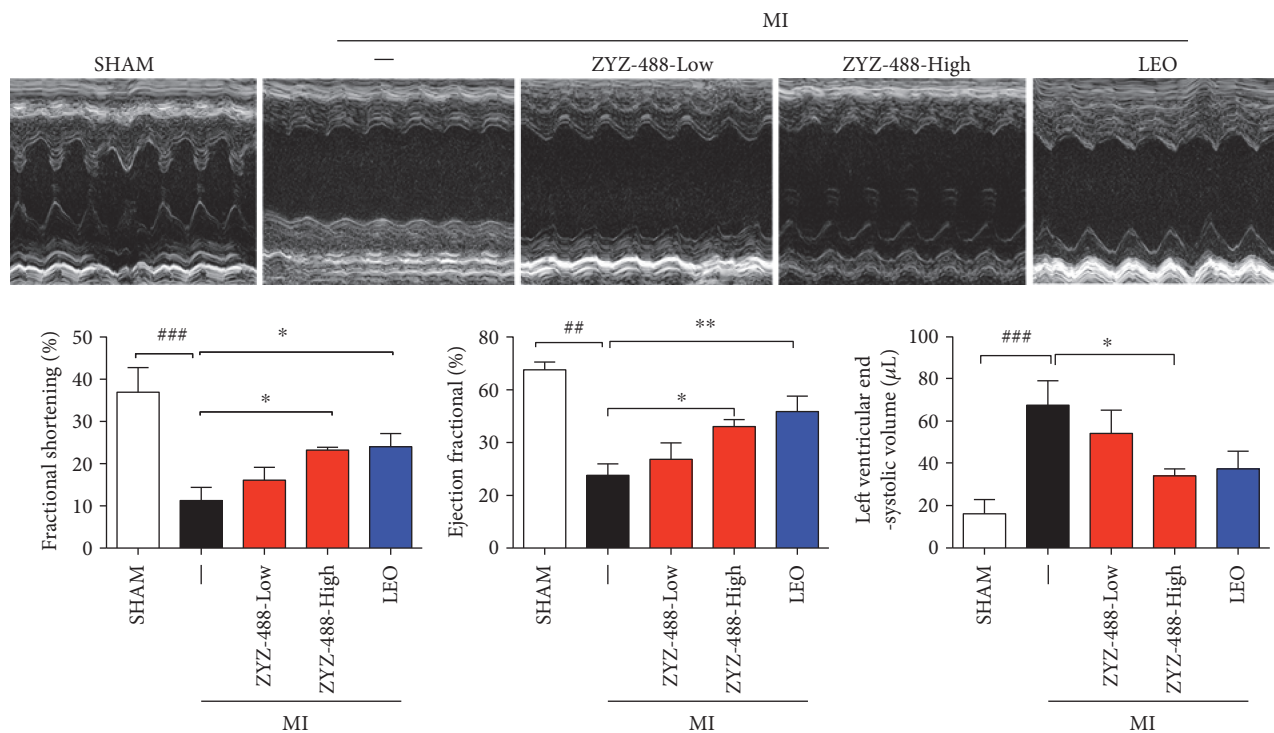 MI
SHAM — ZYZ-488-Low ZYZ-488-High LEO
Fractional shortening (%)
50
40
30
20
10
0
###
*
*
SHAM
—
ZYZ-488-Low
ZYZ-488-High
LEO
MI
Ejection fractional (%)
80
60
30
20
0
##
**
*
SHAM
—
ZYZ-488-Low
ZYZ-488-High
LEO
MI
Left ventricular end
-systolic volume (μL)
100
80
60
40
20
0
###
*
SHAM
—
ZYZ-488-Low
ZYZ-488-High
LEO
MI